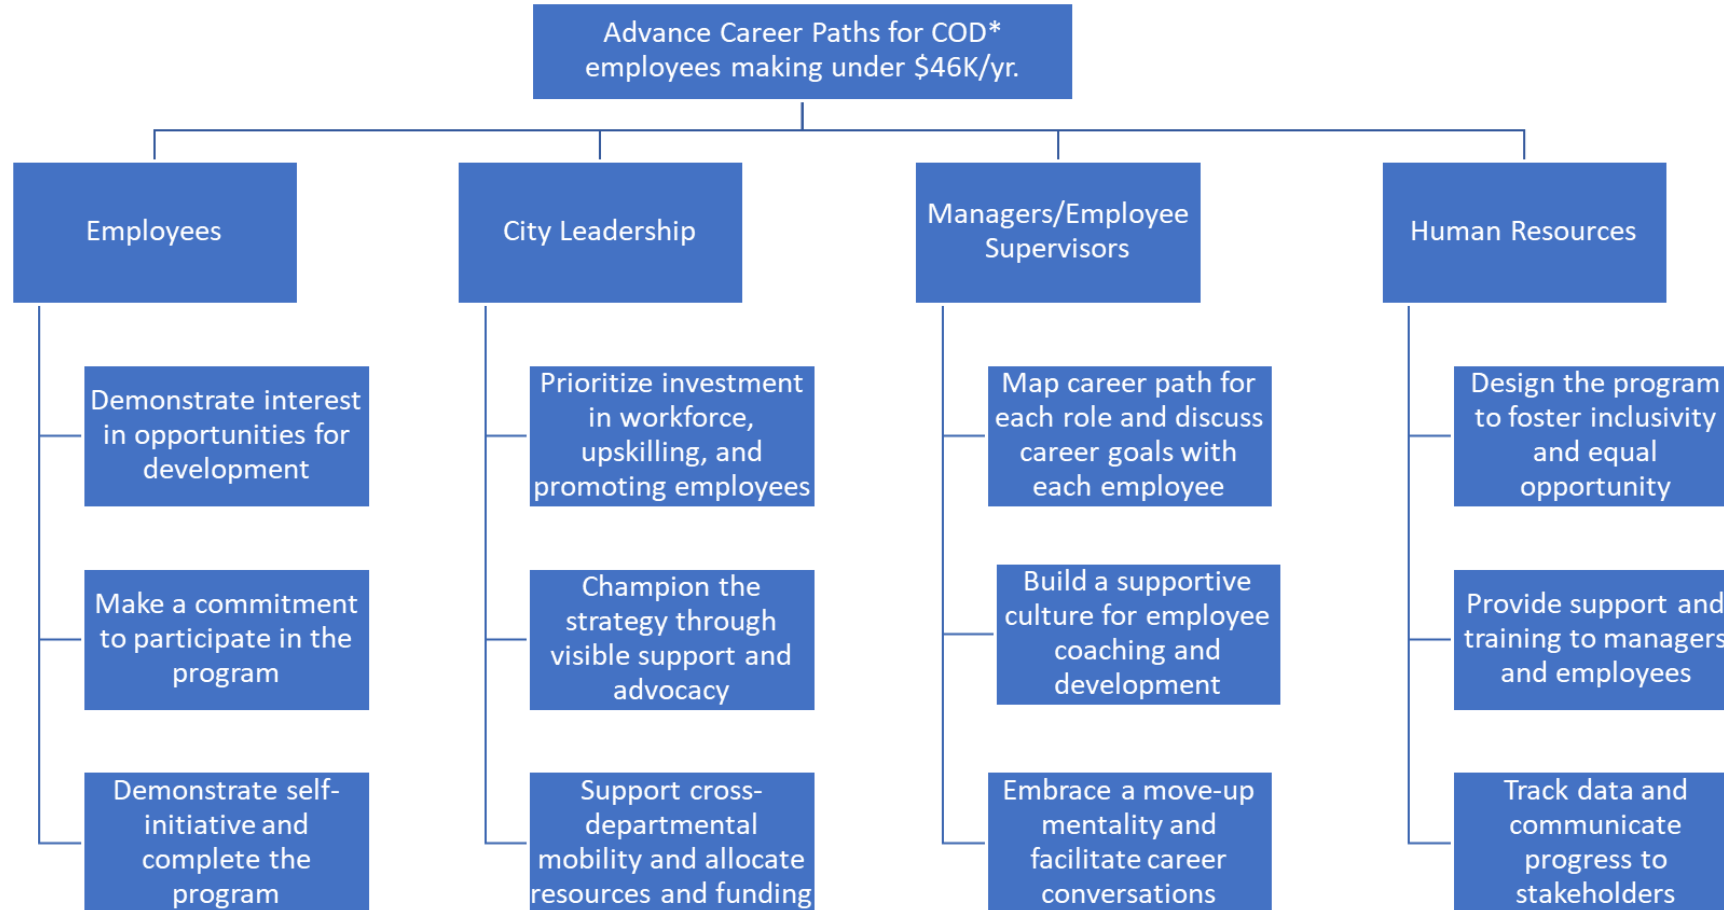 Advance Career Paths for COD*
employees making under $46K/yr.
Employees
Demonstrate interest
in opportunities for
development
Make a commitment
to participate in the
program
Demonstrate self-
initiative and
complete the
program
City Leadership
Prioritize investment
in workforce,
upskilling, and
promoting employees
Champion the
strategy through
visible support and
advocacy
Support cross-
departmental
mobility and allocate
resources and funding
Managers/Employee
Supervisors
Map career path for
each role and discuss
career goals with
each employee
Build a supportive
culture for employee
coaching and
development
Embrace a move-up
mentality and
facilitate career
conversations
Human Resources
Design the program
to foster inclusivity
and equal
opportunity
Provide support and
training to managers
and employees
Track data and
communicate
progress to
stakeholders